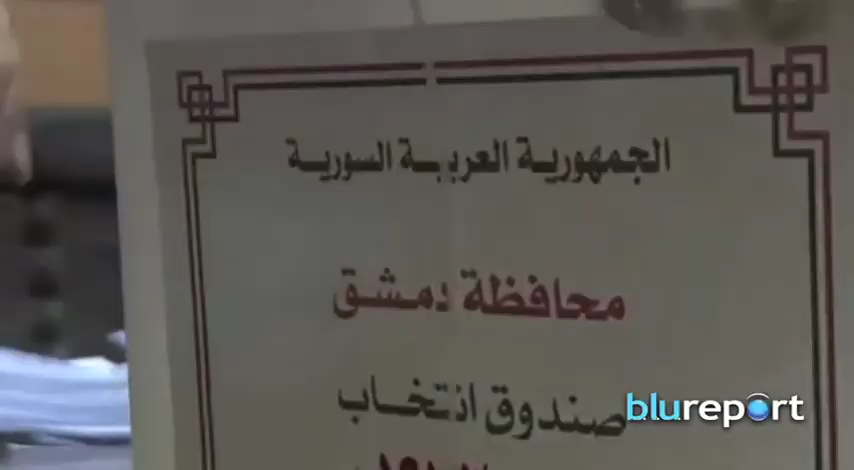 الجمهورية العربية السورية
محافظة دمشق
صندوق انتخاب
blureport